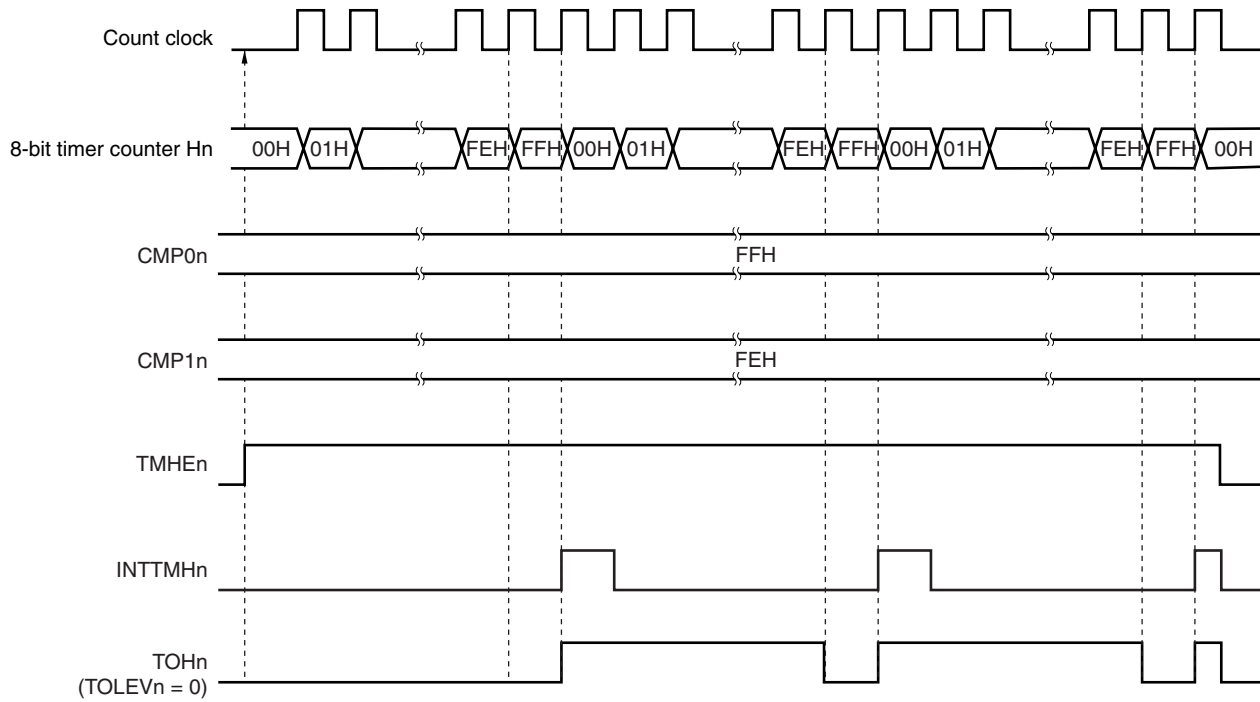 Count clock
8-bit timer counter Hn
00H 01H FEH FFH 00H 01H FEH FFH 00H 01H FEH FFH 00H
CMP0n
FFH
CMP1n
FEH
TMHEn
INTTMHn
TOHn
(TOLEVn = 0)